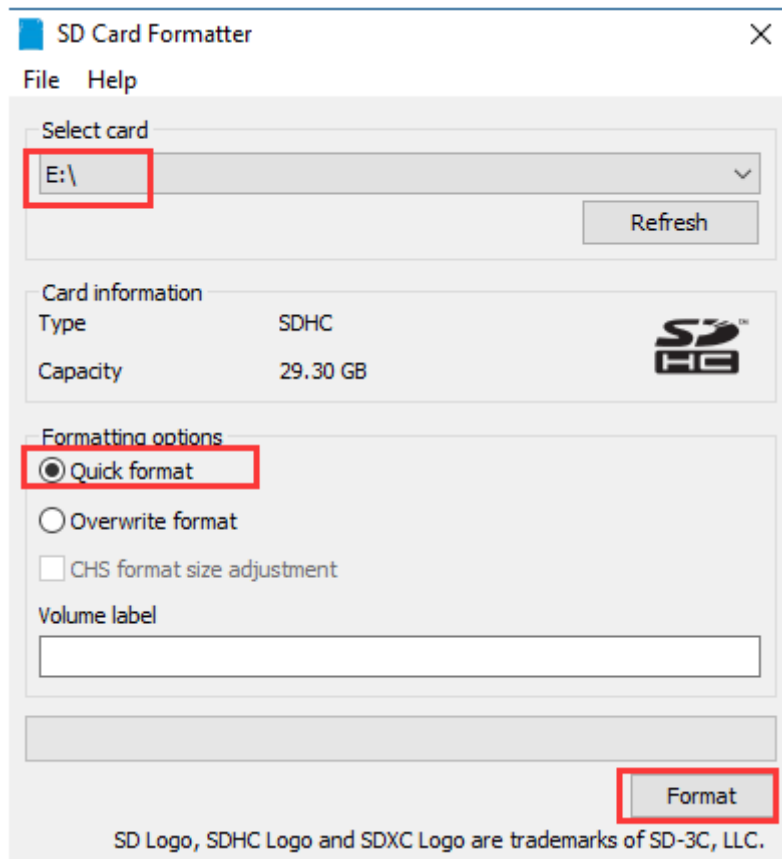 SD Card Formatter
File Help
Select card
E:\
Refresh
Card information
Type SDHC
SD HC ™
Capacity 29.30 GB
Formatting options
Quick format
Overwrite format
CHS format size adjustment
Volume label
Format
SD Logo, SDHC Logo and SDXC Logo are trademarks of SD-3C, LLC.